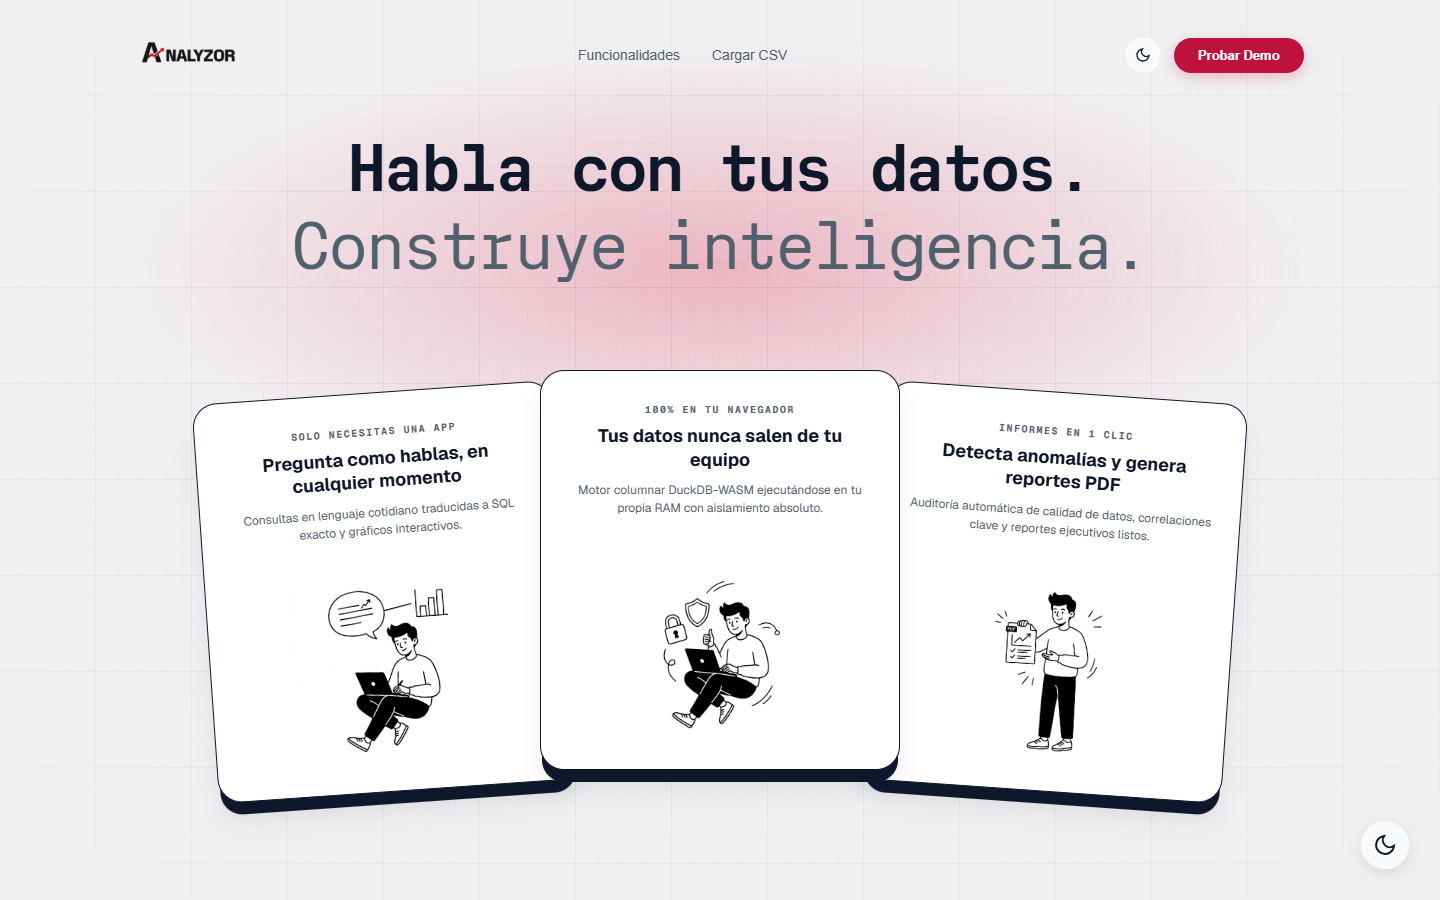 ANALYZOR
Funcionalidades
Cargar CSV
Probar Demo
Habla con tus datos.
Construye inteligencia.
SOLO NECESITAS UNA APP
Pregunta como hablas, en
cualquier momento
Consultas en lenguaje cotidiano traducidas a SQL
exacto y gráficos interactivos.
100% EN TU NAVEGADOR
Tus datos nunca salen de tu
equipo
Motor columnar DuckDB-WASM ejecutándose en tu
propia RAM con aislamiento absoluto.
INFORMES EN 1 CLIC
Detecta anomalías y genera
reportes PDF
Auditoría automática de calidad de datos, correlaciones
clave y reportes ejecutivos listos.
PDF